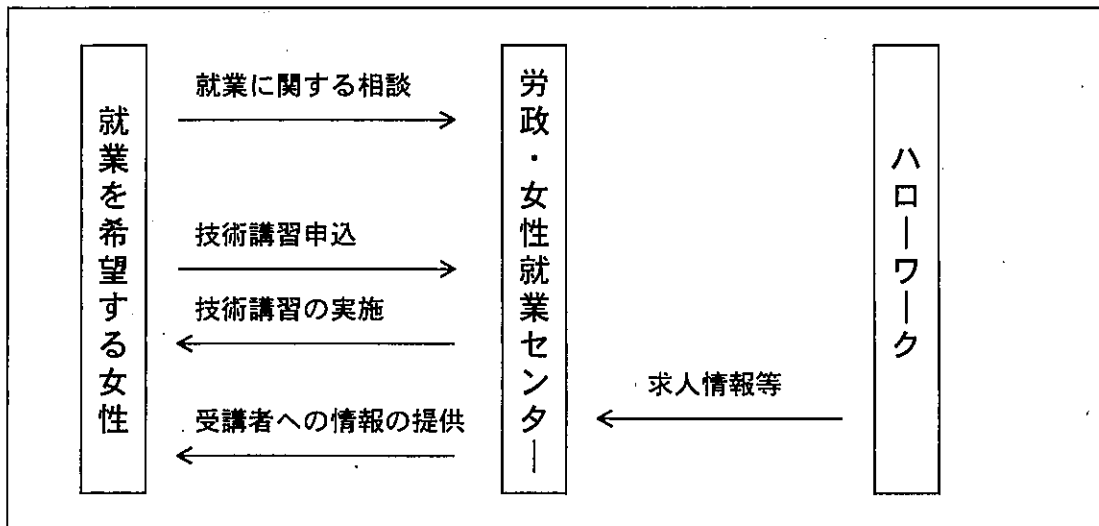 就業を希望する女性
就業に関する相談
技術講習申込
技術講習の実施
受講者への情報の提供
労政・女性就業センター
求人情報等
ハローワーク